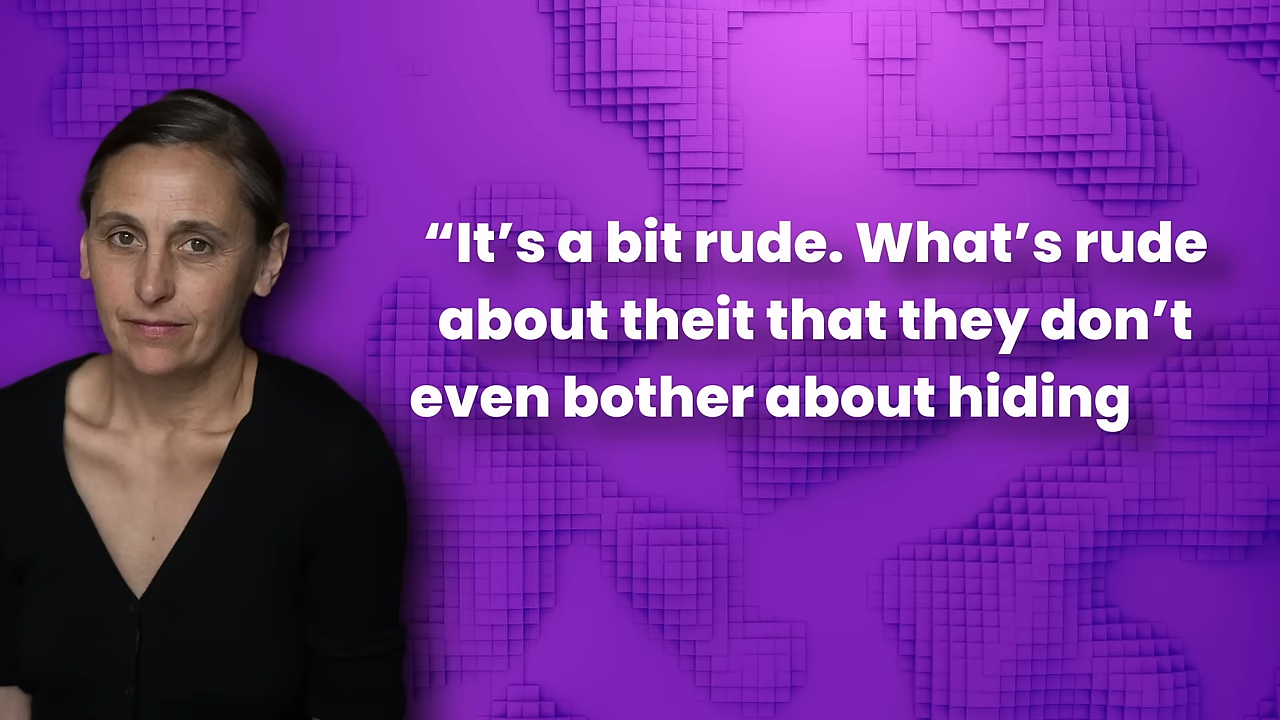 “It’s a bit rude. What’s rude
about theit that they don’t
even bother about hiding